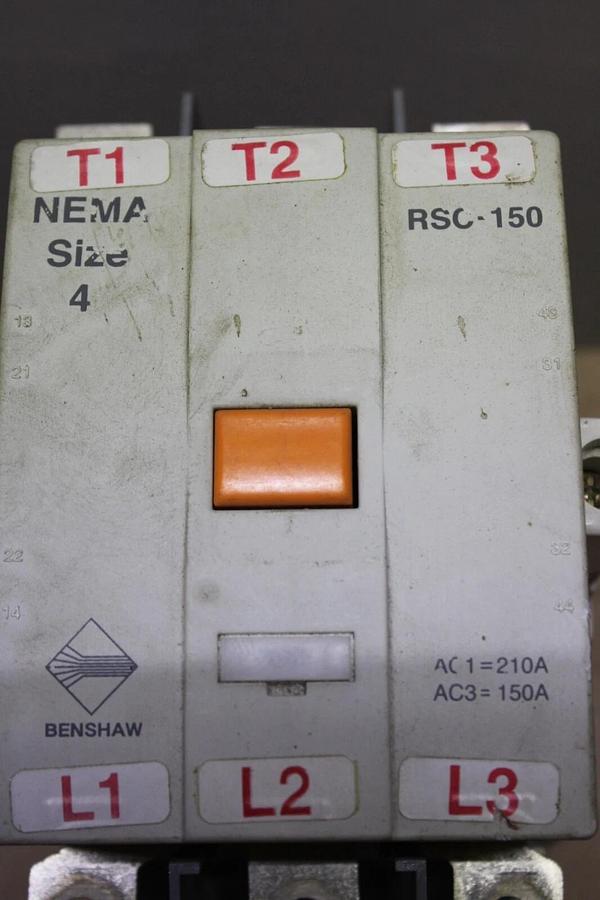 T1
T2
T3
NEMA
Size
4
RSC-150
13
43
21
31
22
32
14
44
BENSHAW
AC1=210A
AC3=150A
L1
L2
L3